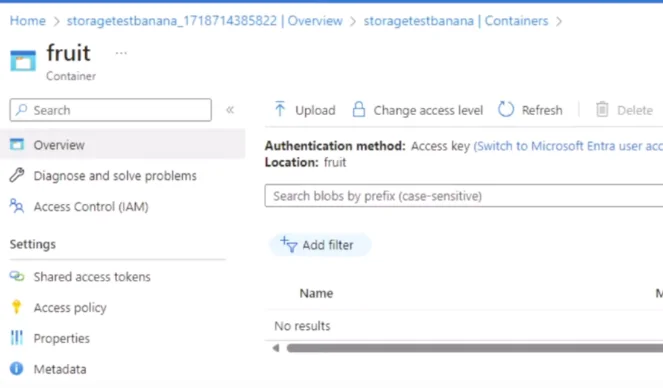 Home > storagetestbanana_1718714385822 | Overview > storagetestbanana | Containers >
fruit ...
Container
Search «
Overview
Diagnose and solve problems
Access Control (IAM)
Settings
Shared access tokens
Access policy
Properties
Metadata
Upload Change access level Refresh Delete
Authentication method: Access key (Switch to Microsoft Entra user acc
Location: fruit
Search blobs by prefix (case-sensitive)
Add filter
Name M
No results